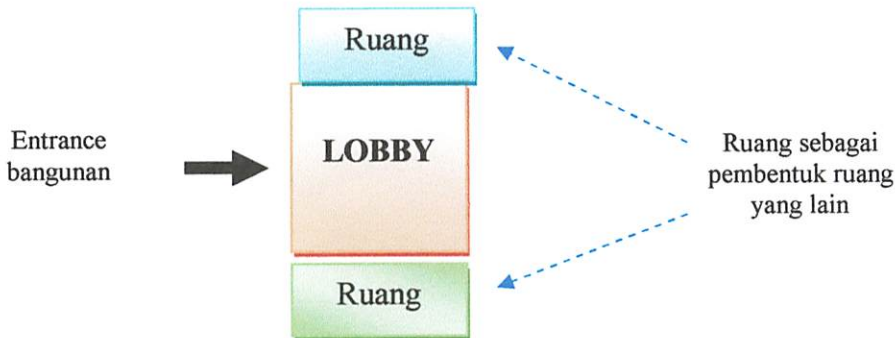 Ruang
LOBBY
Entrance
bangunan
Ruang sebagai
pembentuk ruang
yang lain
Ruang